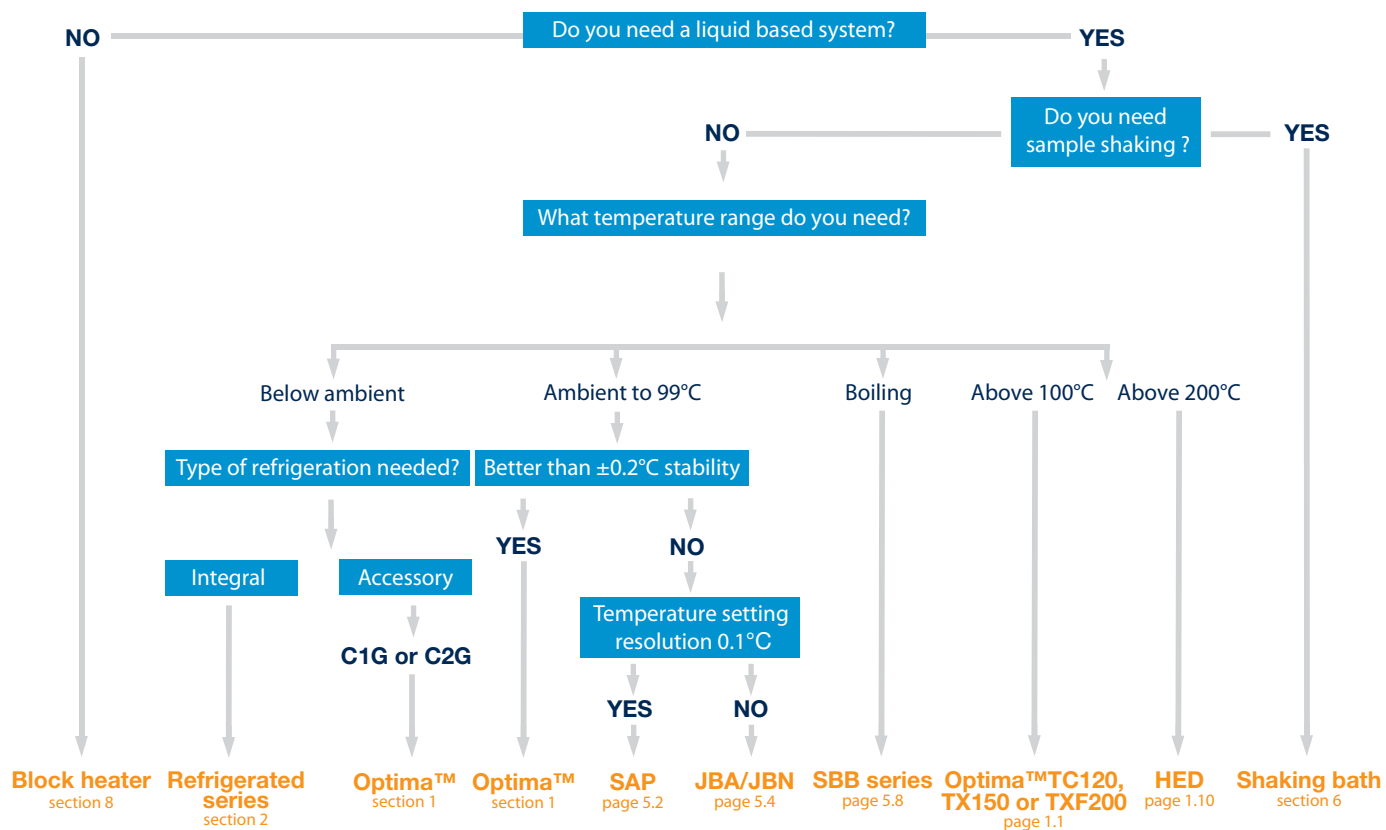 Do you need a liquid based system?
NO
YES
Do you need
sample shaking ?
NO
YES
What temperature range do you need?
Below ambient
Ambient to 99°C
Boiling
Above 100°C
Above 200°C
Type of refrigeration needed?
Better than ±0.2°C stability
YES
NO
Integral
Accessory
Temperature setting
resolution 0.1°C
C1G or C2G
YES
NO
Block heater
section 8
Refrigerated
series
section 2
Optima™
section 1
Optima™
section 1
SAP
page 5.2
JBA/JBN
page 5.4
SBB series
page 5.8
Optima™TC120,
TX150 or TXF200
page 1.1
HED
page 1.10
Shaking bath
section 6